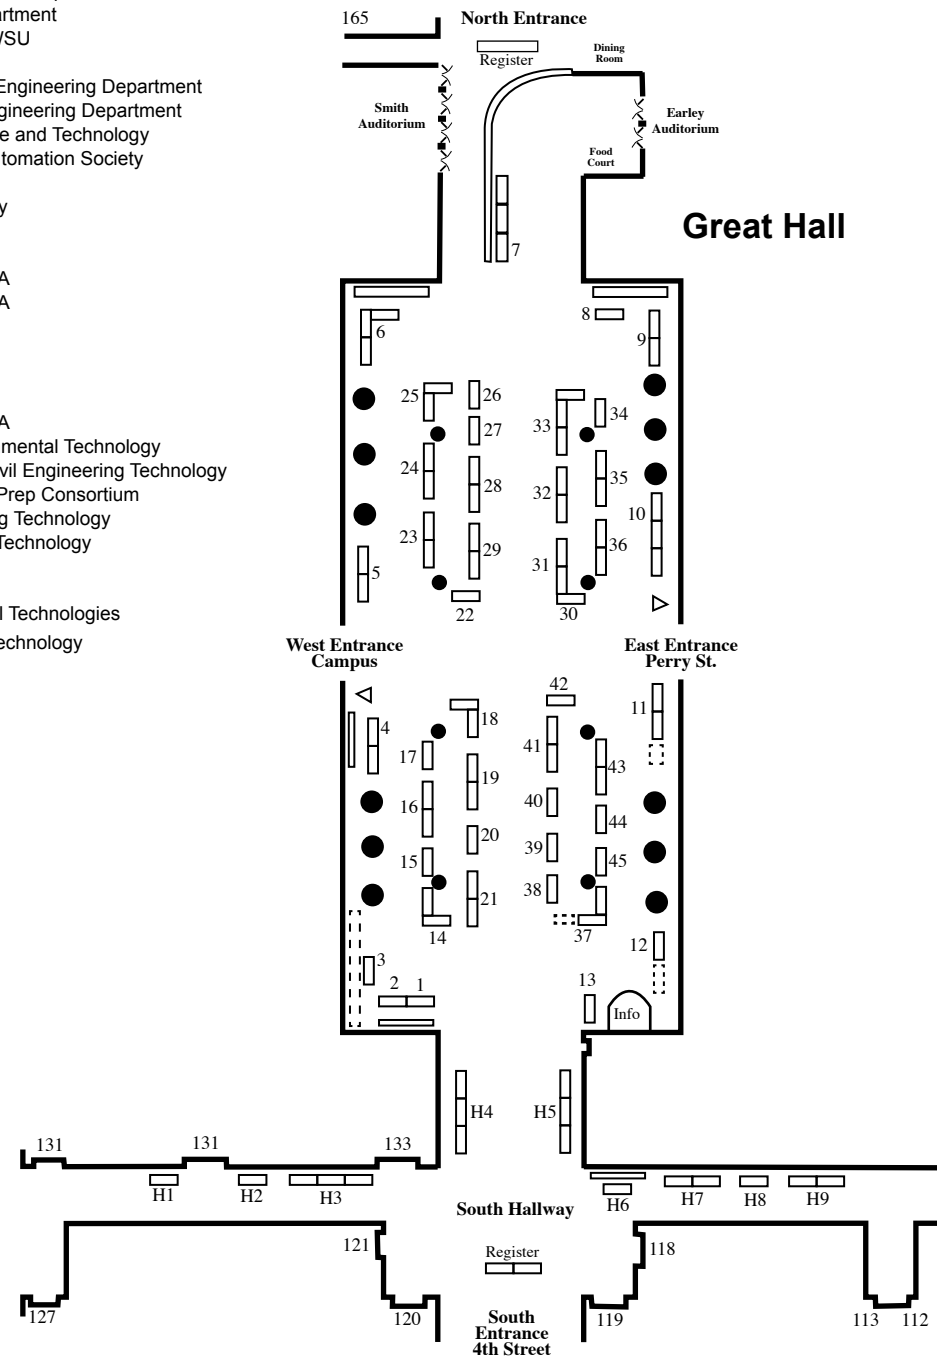 artment
WSU
Engineering Department
gineering Department
e and Technology
tomation Society
y
A
A
A
mental Technology
vil Engineering Technology
Prep Consortium
g Technology
Technology
l Technologies
echnology
165
North Entrance
Register
Dining
Room
Smith
Auditorium
Earley
Auditorium
Food
Court
7
Great Hall
8
6
9
25
26
34
33
27
24
28
32
35
10
23
29
31
36
5
22
30
West Entrance
Campus
East Entrance
Perry St.
42
4
18
11
17
41
19
43
16
40
44
20
39
15
45
38
21
14
37
12
3
2
1
13
Info
H4
H5
131
131
133
H1
H2
H3
H6
H7
H8
H9
South Hallway
121
118
Register
127
120
119
113
112
South
Entrance
4th Street